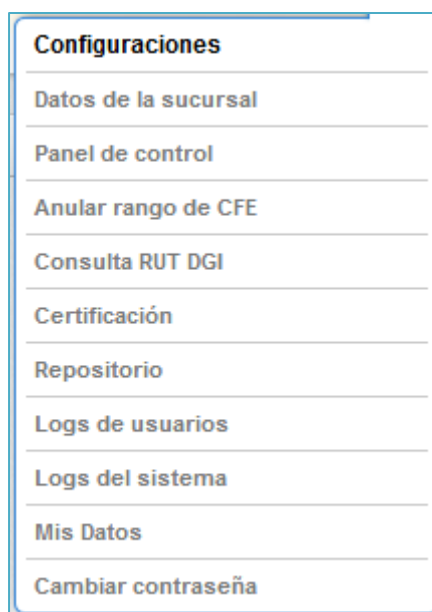 Configuraciones
Datos de la sucursal
Panel de control
Anular rango de CFE
Consulta RUT DGI
Certificación
Repositorio
Logs de usuarios
Logs del sistema
Mis Datos
Cambiar contraseña